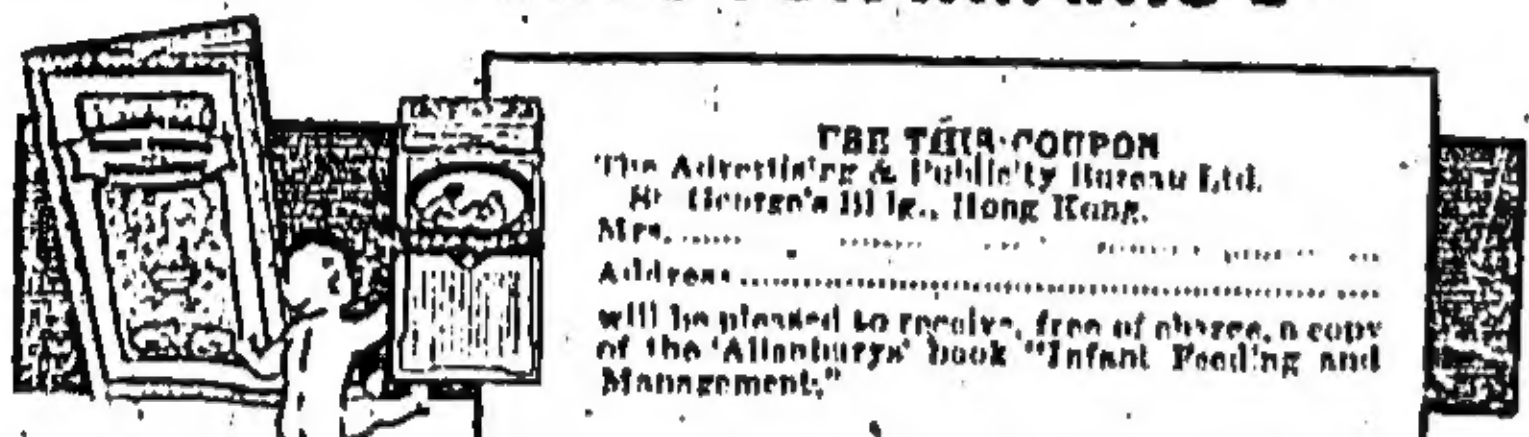 USE THIS COUPON
The Advertising & Publicity Bureau Ltd.
St. George's Bldg., Hong Kong.
Mrs.
Address
will be pleased to receive, free of charge, a copy
of the 'Allenburys' book "Infant Feeding and
Management."